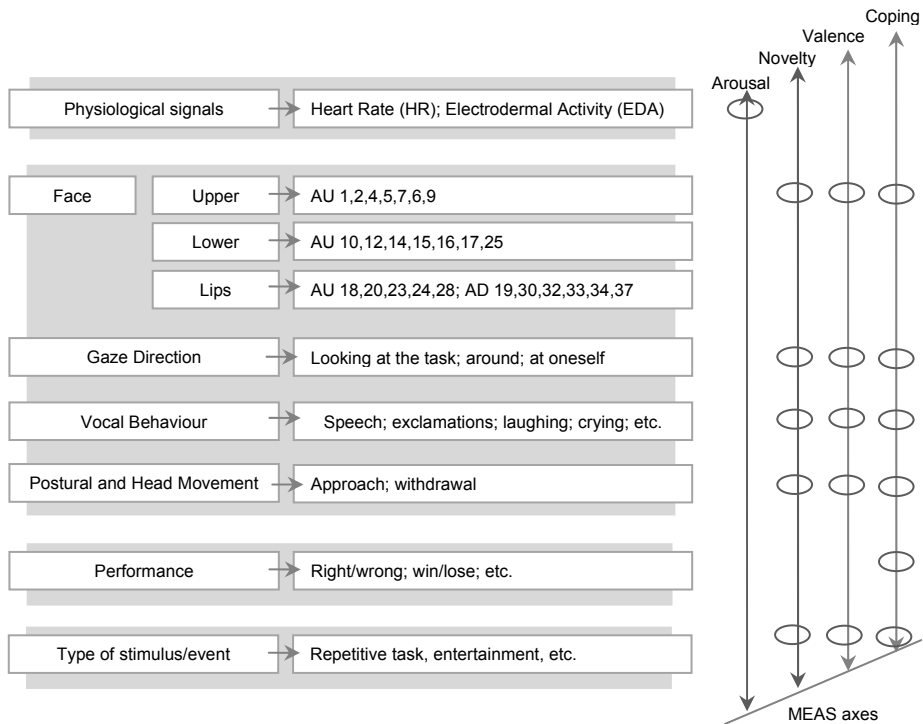 Coping
Valence
Novelty
Arousal
Physiological signals Heart Rate (HR); Electrodermal Activity (EDA)
Face Upper AU 1,2,4,5,7,6,9
Lower AU 10,12,14,15,16,17,25
Lips AU 18,20,23,24,28; AD 19,30,32,33,34,37
Gaze Direction Looking at the task; around; at oneself
Vocal Behaviour Speech; exclamations; laughing; crying; etc.
Postural and Head Movement Approach; withdrawal
Performance Right/wrong; win/lose; etc.
Type of stimulus/event Repetitive task, entertainment, etc.
MEAS axes